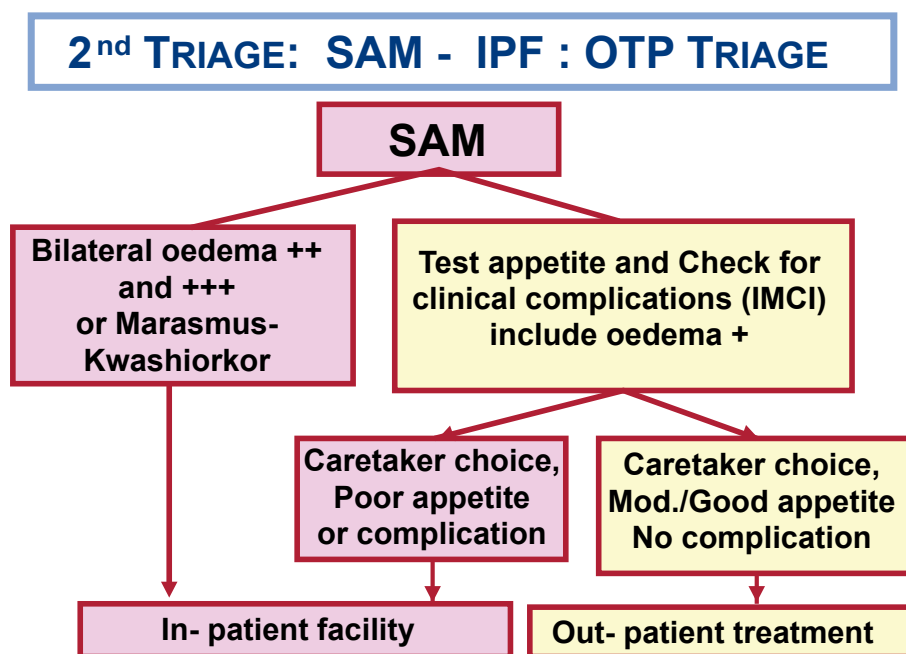 2nd TRIAGE: SAM - IPF : OTP TRIAGE
SAM
Bilateral oedema ++
and +++
or Marasmus-
Kwashiorkor
Test appetite and Check for
clinical complications (IMCI)
include oedema +
Caretaker choice,
Poor appetite
or complication
Caretaker choice,
Mod./Good appetite
No complication
In- patient facility
Out- patient treatment